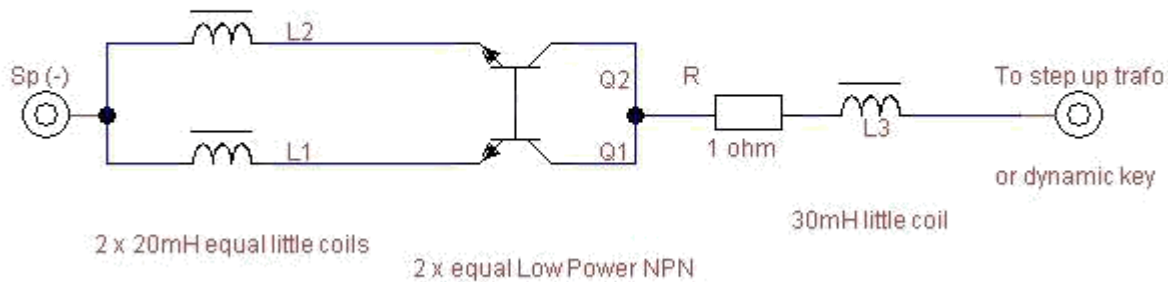 L2
Sp (-)
Q2
R
To step up trafo
L1
Q1
1 ohm
L3
or dynamic key
30mH little coil
2 x 20mH equal little coils
2 x equal Low Power NPN